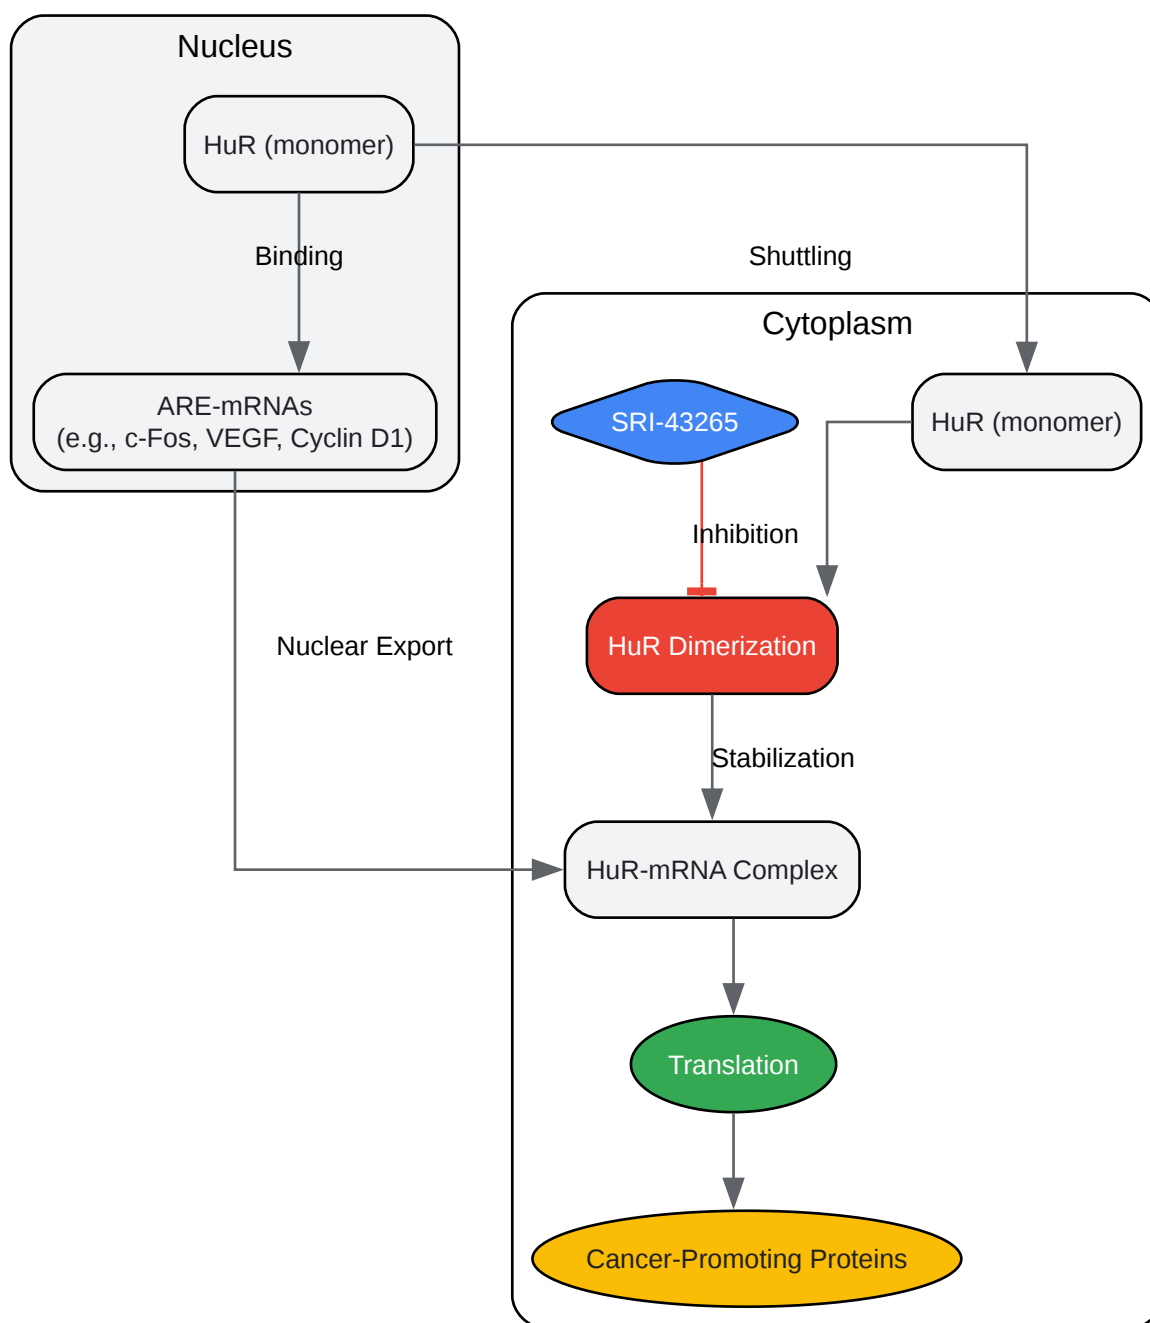 Nucleus
HuR (monomer)
Binding
Shuttling
ARE-mRNAs
(e.g., c-Fos, VEGF, Cyclin D1)
Cytoplasm
SRI-43265
HuR (monomer)
Inhibition
HuR Dimerization
Nuclear Export
Stabilization
HuR-mRNA Complex
Translation
Cancer-Promoting Proteins